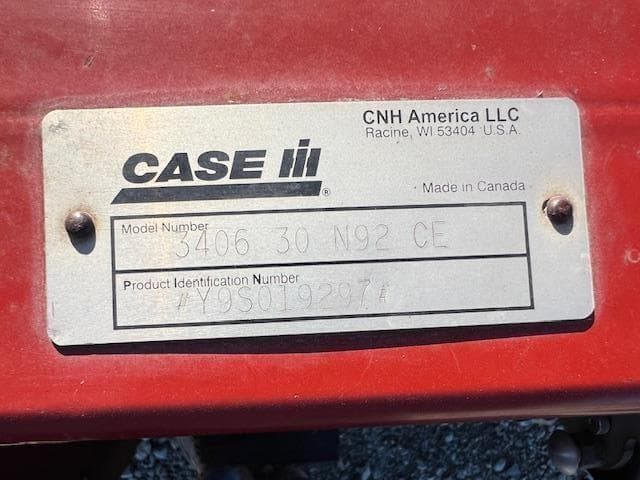 CNH America LLC
Racine, WI 53404 U.S.A.
CASE IH
®
Made in Canada
Model Number
3406 30 N92 CE
Product Identification Number
#Y9S019297#